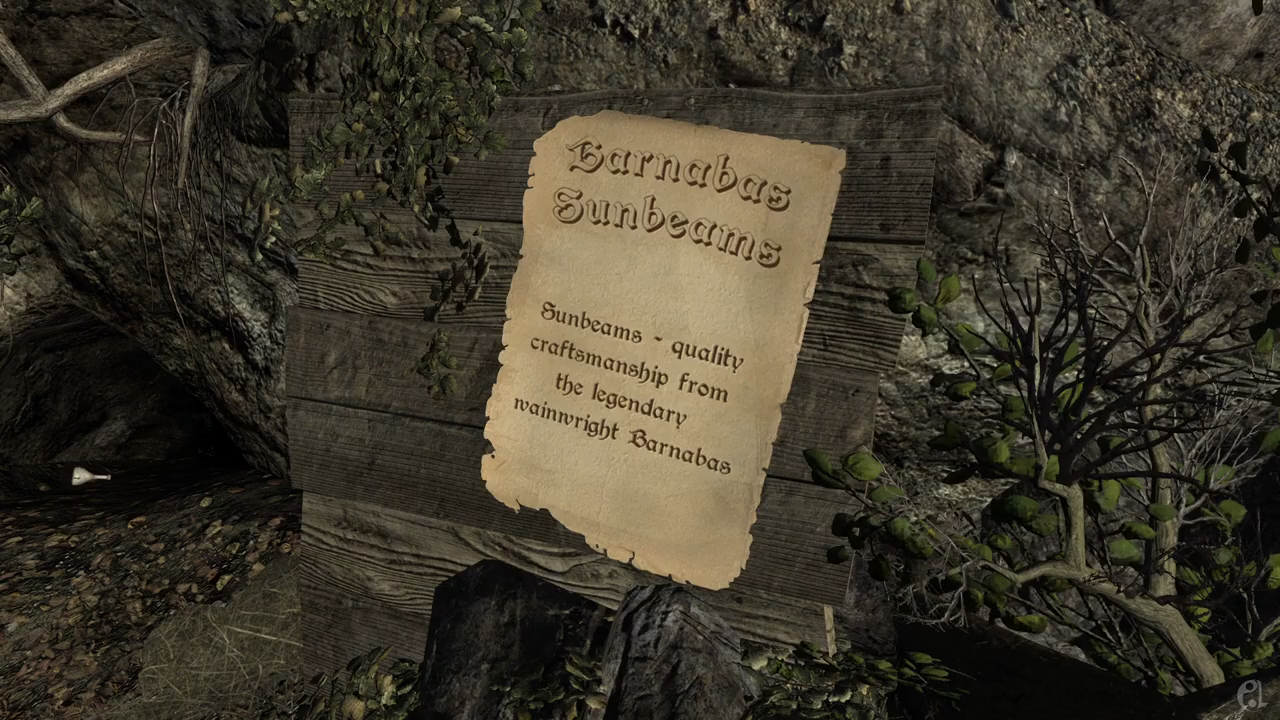 Barnabas
Sunbeams
Sunbeams - quality
craftsmanship from
the legendary
wainwright Barnabas